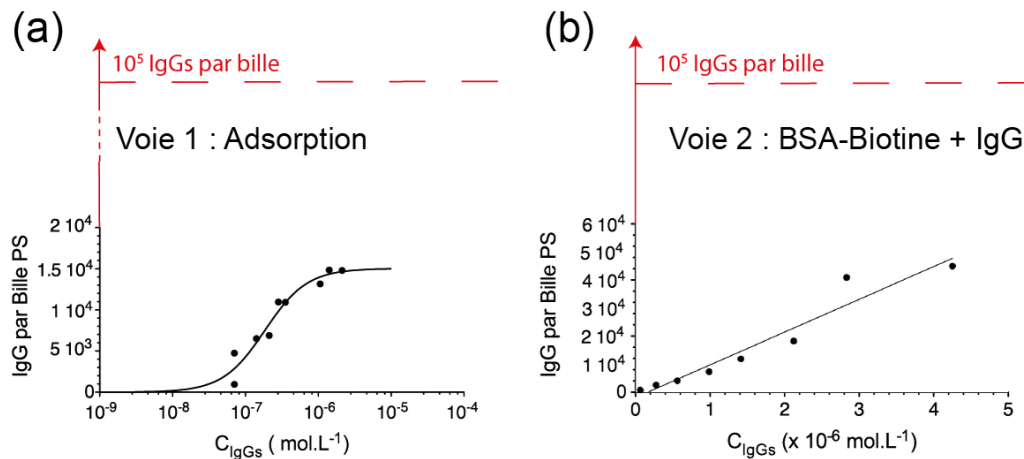 (a)
10⁵ IgGs par bille
Voie 1 : Adsorption
IgG par Bille PS
2 10⁴
1.5 10⁴
1 10⁴
5 10³
0
10⁻⁹ 10⁻⁸ 10⁻⁷ 10⁻⁶ 10⁻⁵ 10⁻⁴
C_IgGs ( mol.L⁻¹)
(b)
10⁵ IgGs par bille
Voie 2 : BSA-Biotine + IgG
IgG par Bille PS
6 10⁴
5 10⁴
4 10⁴
3 10⁴
2 10⁴
1 10⁴
0
0 1 2 3 4 5
C_IgGs (x 10⁻⁶ mol.L⁻¹)